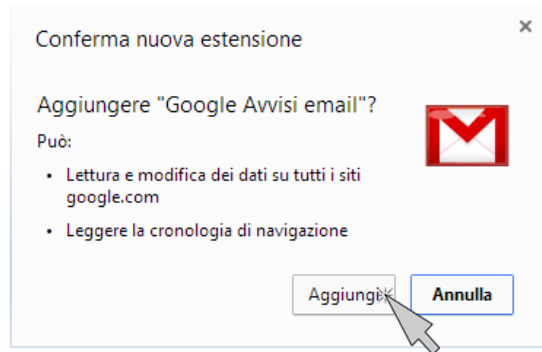 Conferma nuova estensione
Aggiungere "Google Avvisi email"?
Può:
• Lettura e modifica dei dati su tutti i siti
google.com
• Leggere la cronologia di navigazione
Aggiungi
Annulla